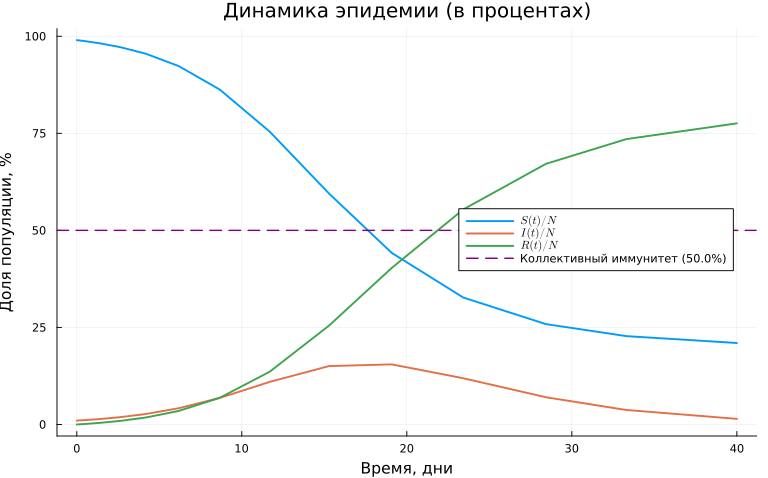 Динамика эпидемии (в процентах)
100
75
50
25
0
Доля популяции, %
S(t)/N
I(t)/N
R(t)/N
Коллективный иммунитет (50.0%)
0 10 20 30 40
Время, дни